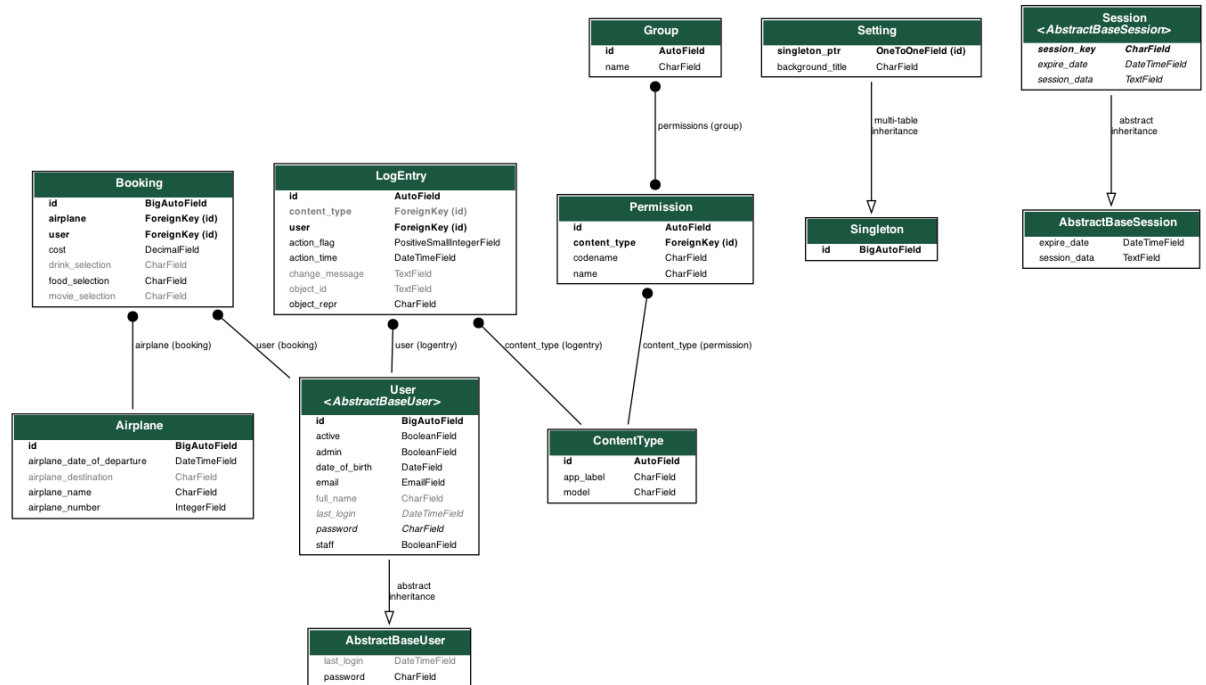 Group
id AutoField
name CharField
permissions (group)
Setting
singleton_ptr OneToOneField (id)
background_title CharField
multi-table
inheritance
Singleton
id BigAutoField
Session
<AbstractBaseSession>
session_key CharField
expire_date DateTimeField
session_data TextField
abstract
inheritance
AbstractBaseSession
expire_date DateTimeField
session_data TextField
Booking
id BigAutoField
airplane ForeignKey (id)
user ForeignKey (id)
cost DecimalField
drink_selection CharField
food_selection CharField
movie_selection CharField
LogEntry
id AutoField
content_type ForeignKey (id)
user ForeignKey (id)
action_flag PositiveSmallIntegerField
action_time DateTimeField
change_message TextField
object_id TextField
object_repr CharField
Permission
id AutoField
content_type ForeignKey (id)
codename CharField
name CharField
airplane (booking)
user (booking)
user (logentry)
content_type (logentry)
content_type (permission)
Airplane
id BigAutoField
airplane_date_of_departure DateTimeField
airplane_destination CharField
airplane_name CharField
airplane_number IntegerField
User
<AbstractBaseUser>
id BigAutoField
active BooleanField
admin BooleanField
date_of_birth DateField
email EmailField
full_name CharField
last_login DateTimeField
password CharField
staff BooleanField
ContentType
id AutoField
app_label CharField
model CharField
abstract
inheritance
AbstractBaseUser
last_login DateTimeField
password CharField